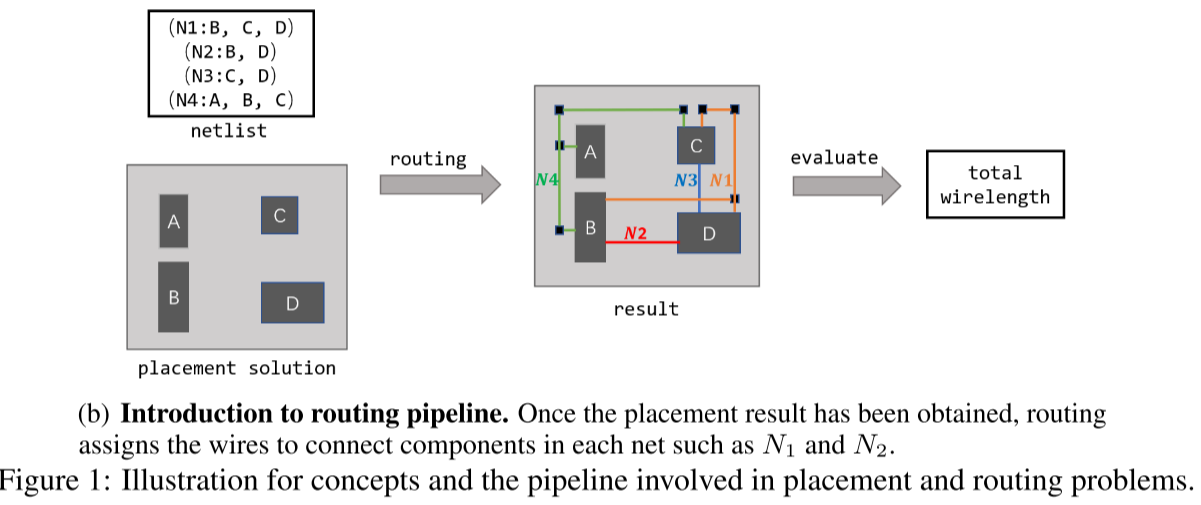 (N1:B, C, D)
(N2:B, D)
(N3:C, D)
(N4:A, B, C)
netlist
A
C
B
D
placement solution
routing
A
C
N4
N3
N1
B
N2
D
result
evaluate
total
wirelength
(b) Introduction to routing pipeline. Once the placement result has been obtained, routing
assigns the wires to connect components in each net such as N₁ and N₂.
Figure 1: Illustration for concepts and the pipeline involved in placement and routing problems.